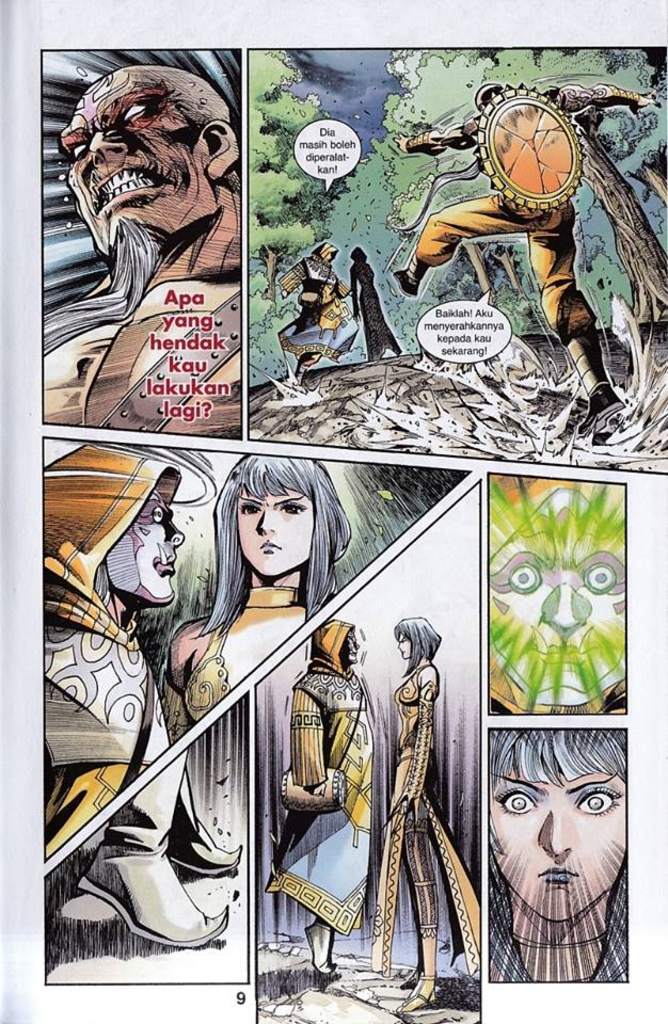 Apa
yang
hendak
kau
lakukan
lagi?
Dia
masih boleh
diperalat-
kan!
Baiklah! Aku
menyerahkannya
kepada kau
sekarang!
9